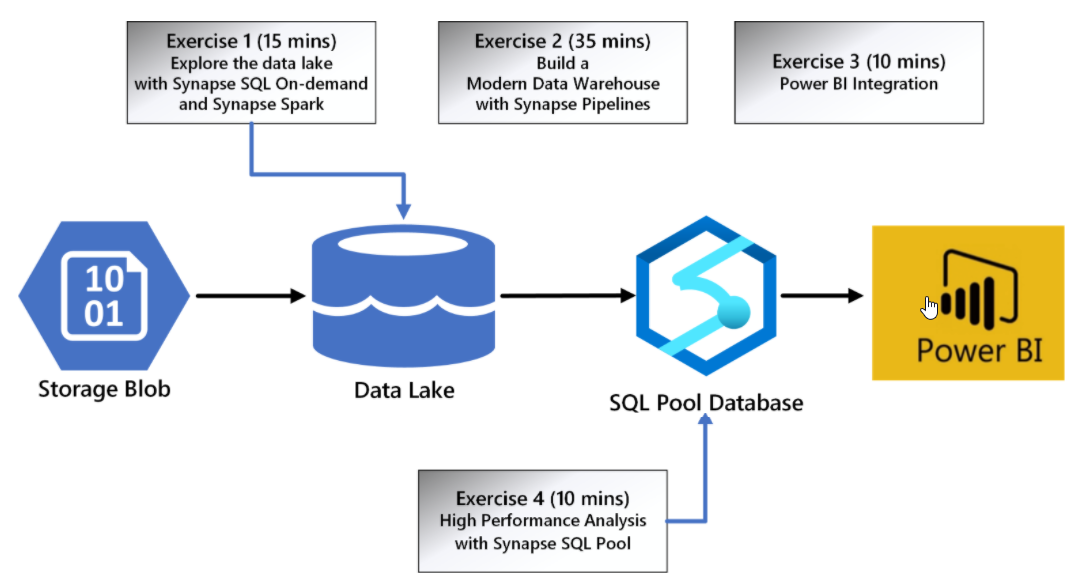 Exercise 1 (15 mins)
Explore the data lake
with Synapse SQL On-demand
and Synapse Spark
Exercise 2 (35 mins)
Build a
Modern Data Warehouse
with Synapse Pipelines
Exercise 3 (10 mins)
Power BI Integration
10
01
Storage Blob
Data Lake
SQL Pool Database
Power BI
Exercise 4 (10 mins)
High Performance Analysis
with Synapse SQL Pool